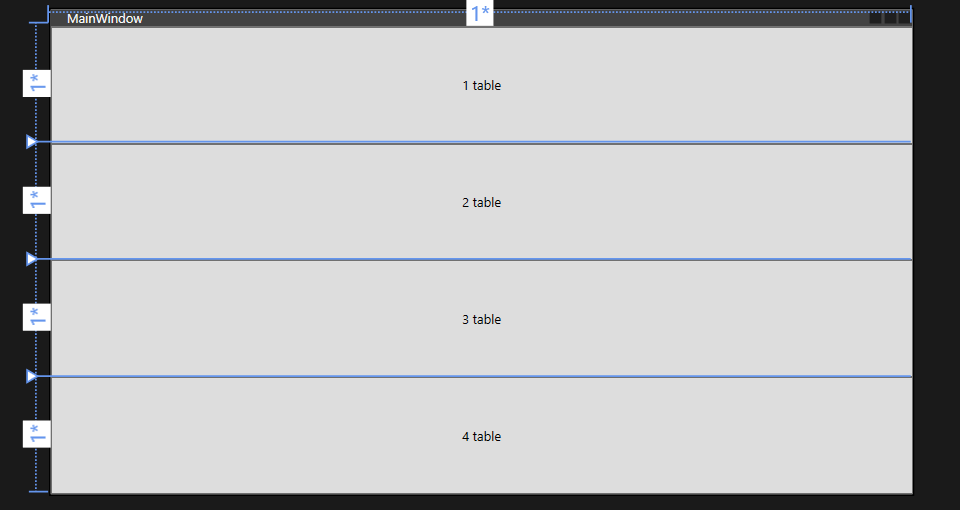 MainWindow
1*
1*
1 table
1*
2 table
1*
3 table
1*
4 table